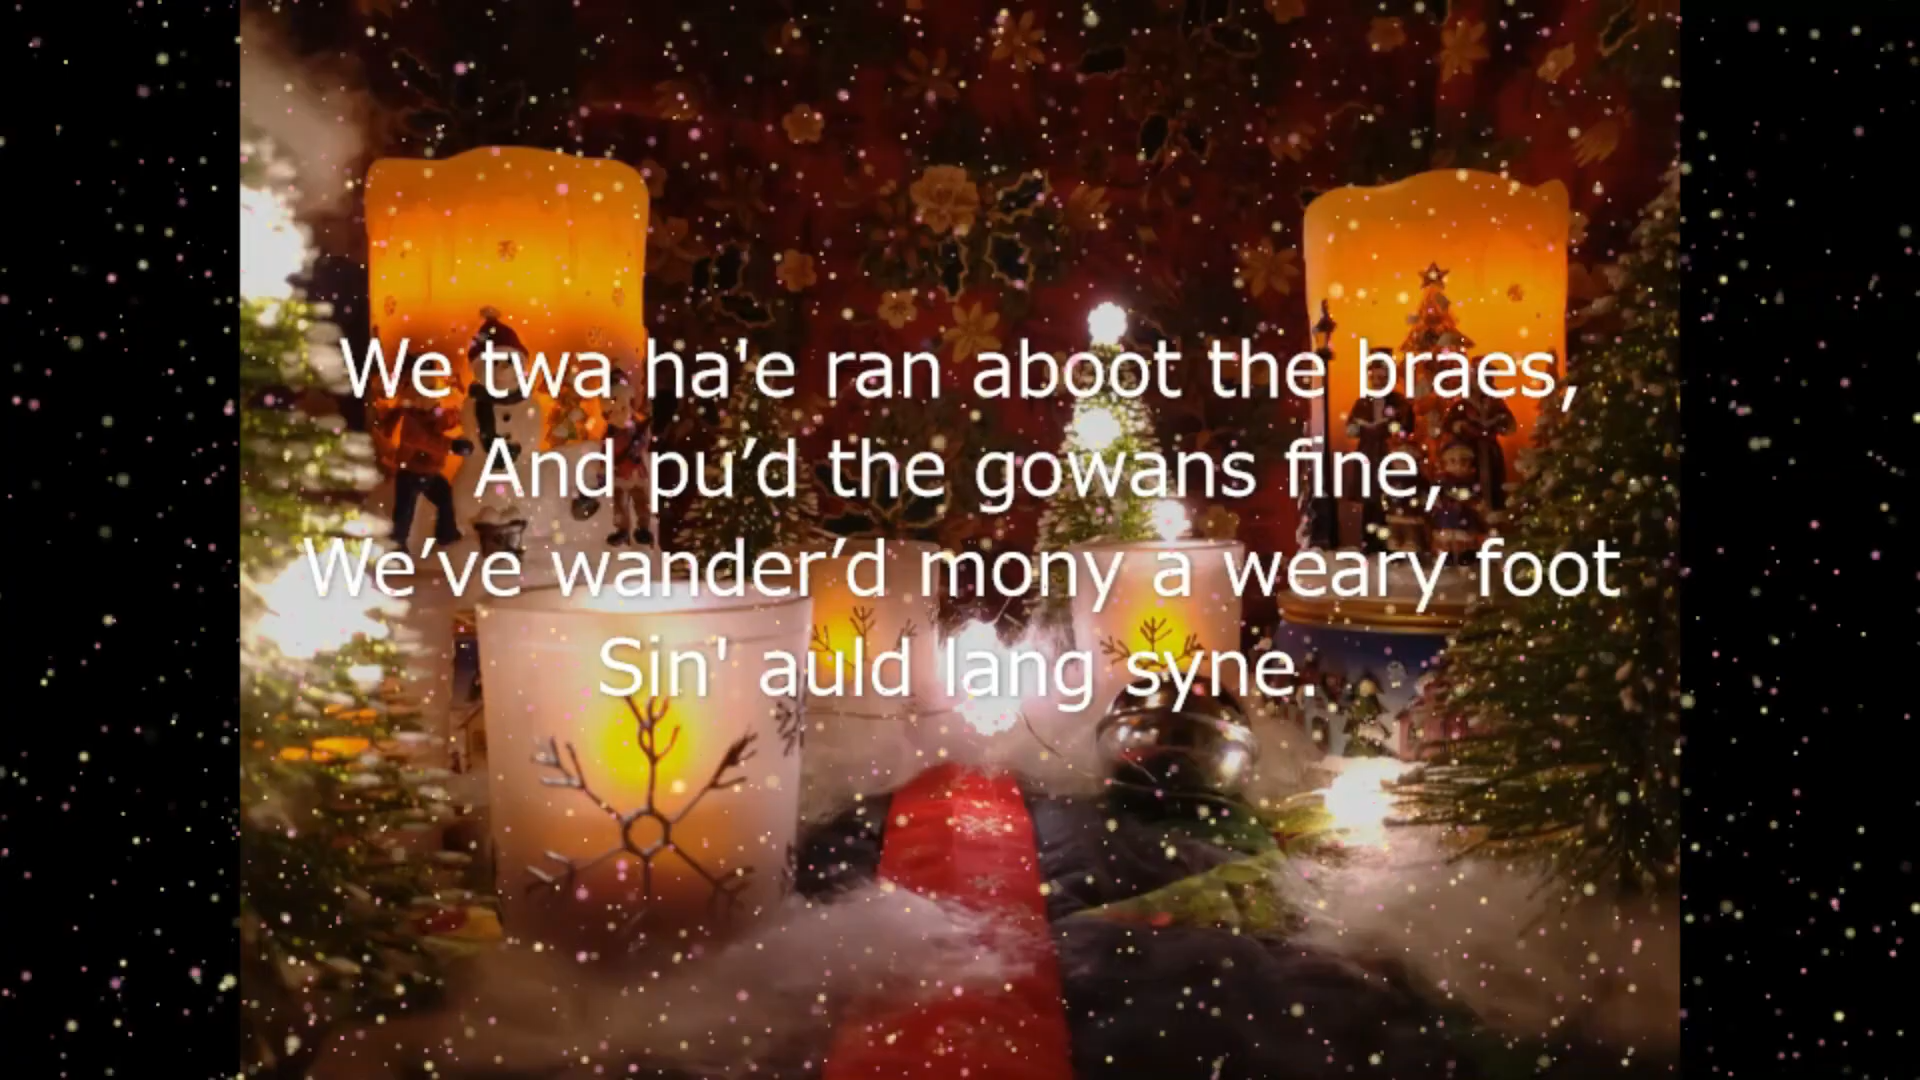 We twa ha'e ran aboot the braes,
And pu’d the gowans fine,
We’ve wander’d mony a weary foot
Sin' auld lang syne.